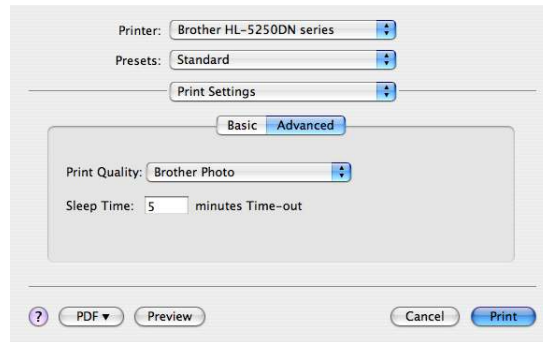 Printer: Brother HL-5250DN series
Presets: Standard
Print Settings
Basic Advanced
Print Quality: Brother Photo
Sleep Time: 5 minutes Time-out
? PDF ▼ Preview Cancel Print